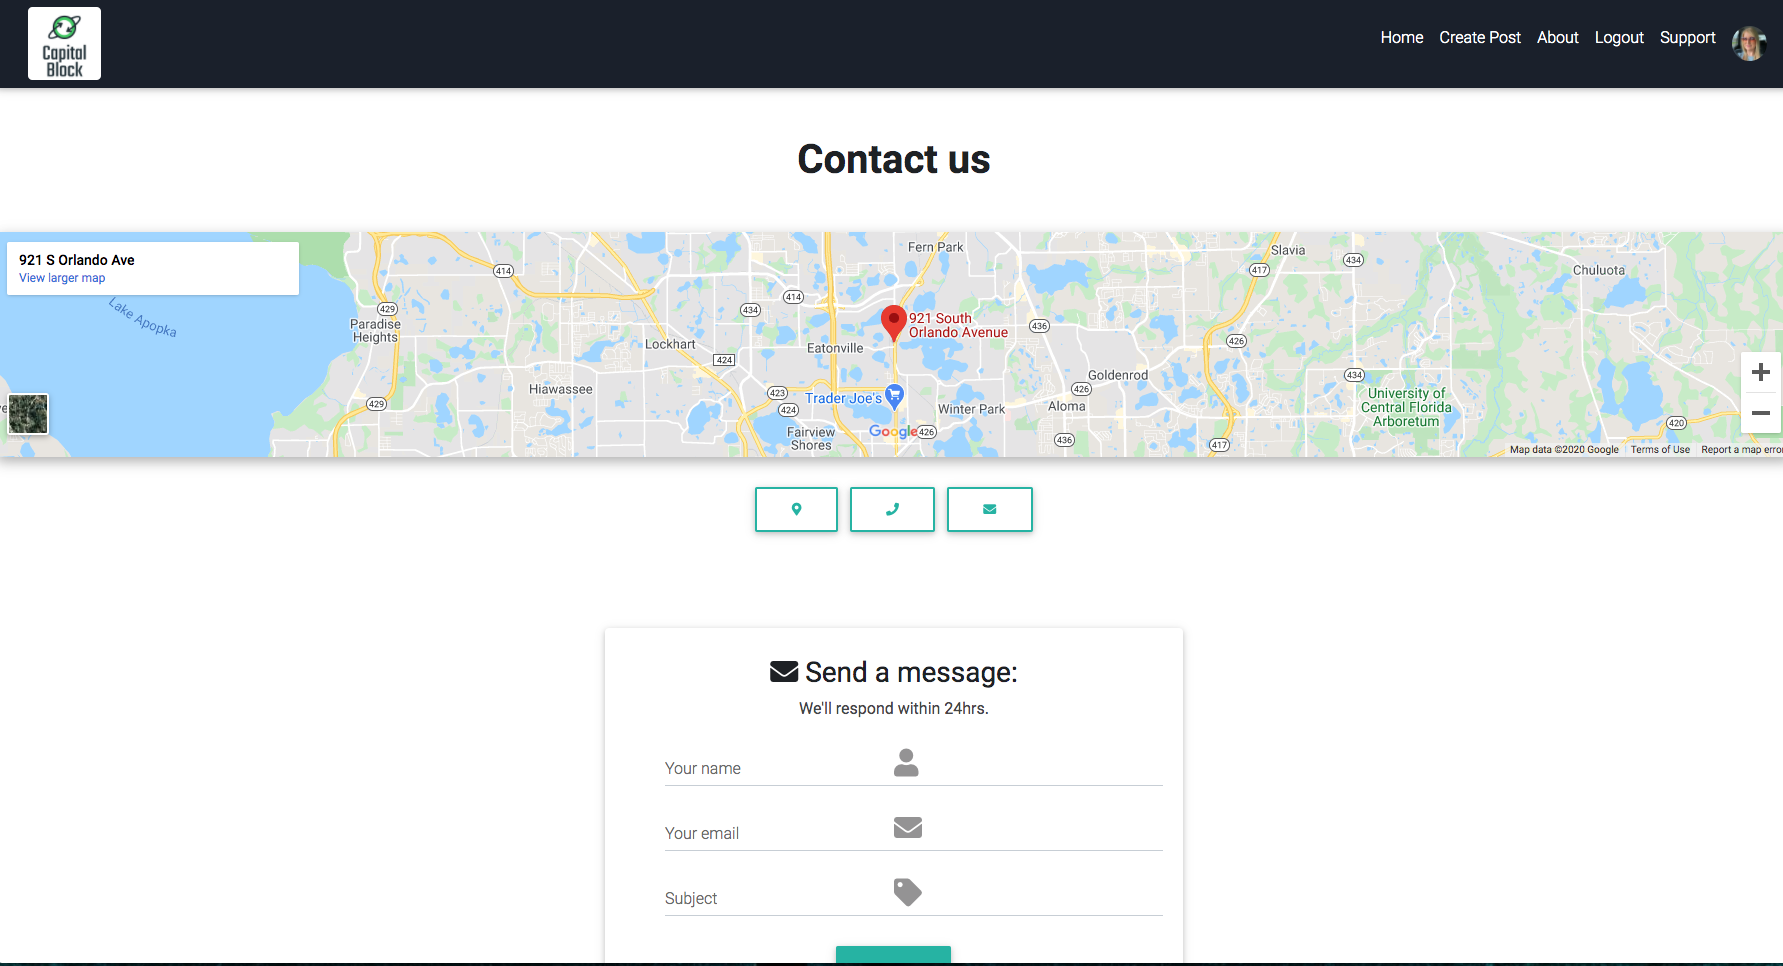 Capital
Block
Home Create Post About Logout Support
Contact us
921 S Orlando Ave
View larger map
Lake Apopka
Paradise
Heights
Lockhart
Hiawassee
Eatonville
Fern Park
Slavia
Chuluota
921 South
Orlando Avenue
Trader Joe's
Winter Park
Goldenrod
Aloma
Fairview
Shores
University of
Central Florida
Arboretum
414
429
429
434
414
424
423
424
426
436
426
436
417
426
417
434
434
420
Google
Map data ©2020 Google
Terms of Use
Report a map error
Send a message:
We'll respond within 24hrs.
Your name
Your email
Subject